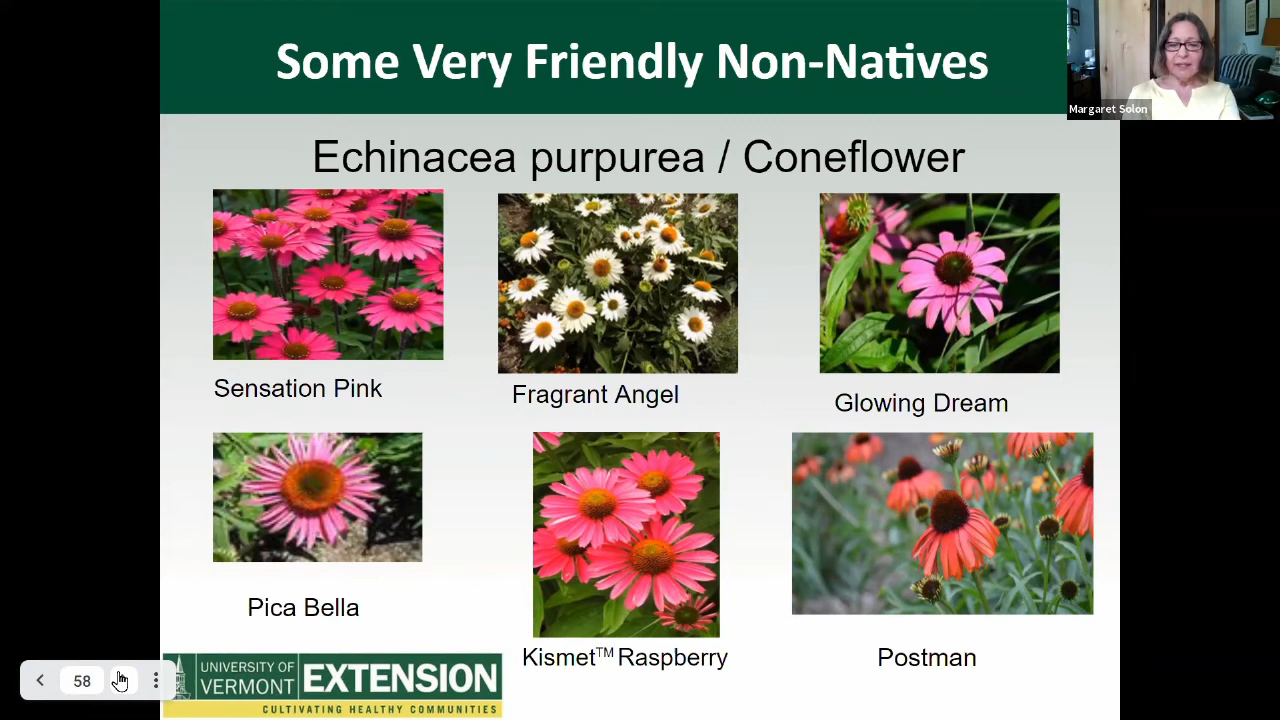 Some Very Friendly Non-Natives
Margaret Solon
Echinacea purpurea / Coneflower
Sensation Pink
Fragrant Angel
Glowing Dream
Pica Bella
Kismet™ Raspberry
Postman
58
UNIVERSITY OF
VERMONT
EXTENSION
CULTIVATING HEALTHY COMMUNITIES